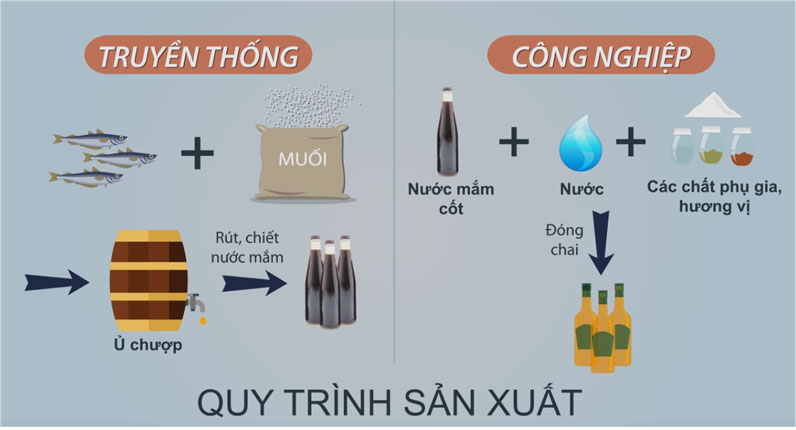 TRUYỀN THỐNG
MUỐI
Rút, chiết
nước mắm
Ủ chượp
CÔNG NGHIỆP
Nước mắm
cốt
Nước
Các chất phụ gia,
hương vị
Đóng
chai
QUY TRÌNH SẢN XUẤT